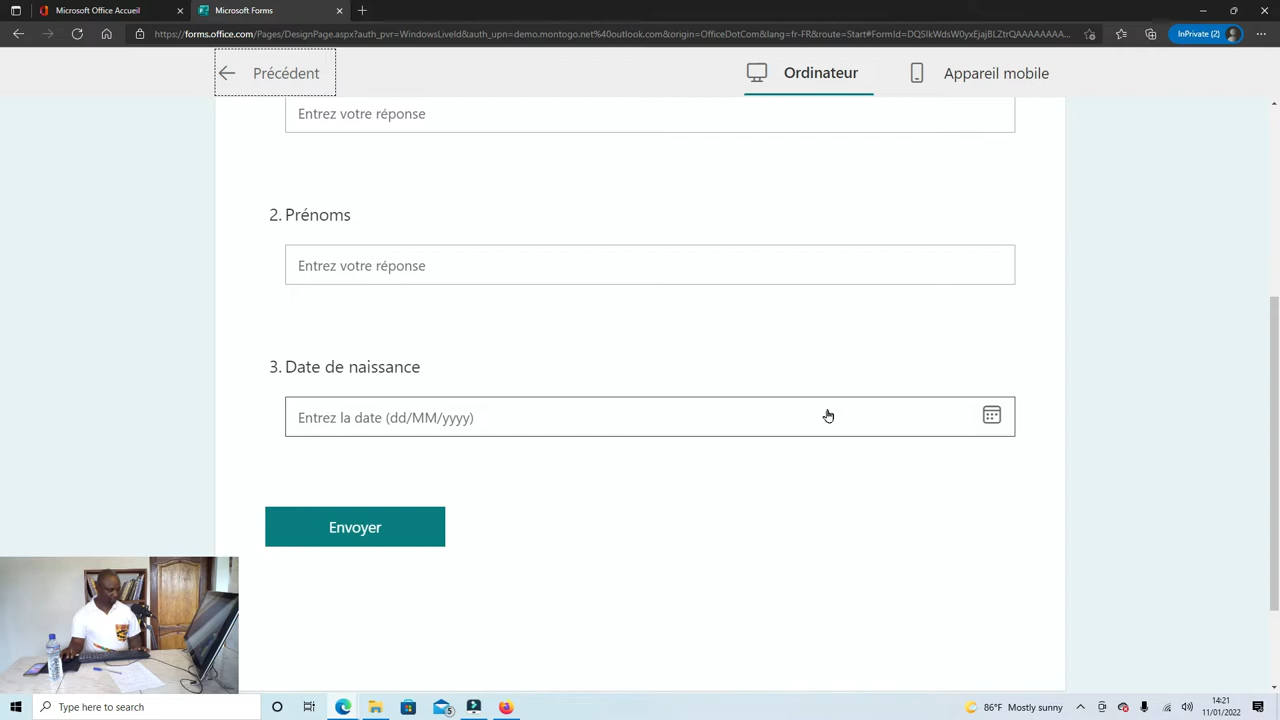 Microsoft Office Accueil
Microsoft Forms
https://forms.office.com/Pages/DesignPage.aspx?auth_pvr=WindowsLiveId&auth_upn=demo.montogo.net%40outlook.com&origin=OfficeDotCom&lang=fr-FR&route=Start#FormId=DQSIkWdsW0yxEjajBLZtrQAAAAAAA...
InPrivate (2)
Précédent
Ordinateur
Appareil mobile
Entrez votre réponse
2. Prénoms
Entrez votre réponse
3. Date de naissance
Entrez la date (dd/MM/yyyy)
Envoyer
Type here to search
5
86°F Mostly sunny
14:21
11/01/2022